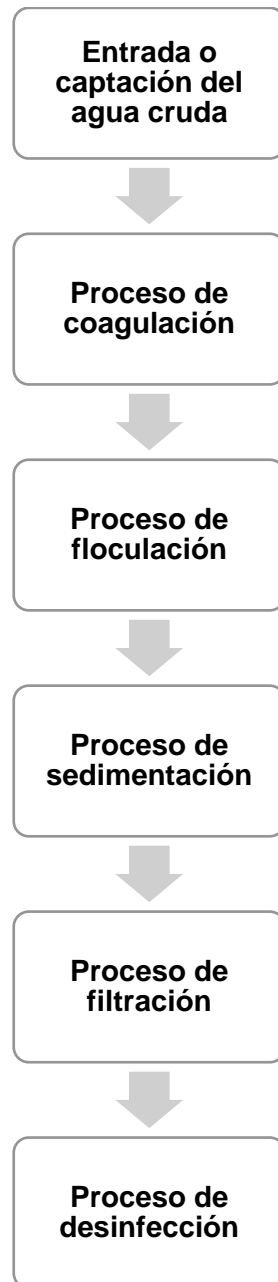 Entrada o
captación del
agua cruda
Proceso de
coagulación
Proceso de
floculación
Proceso de
sedimentación
Proceso de
filtración
Proceso de
desinfección